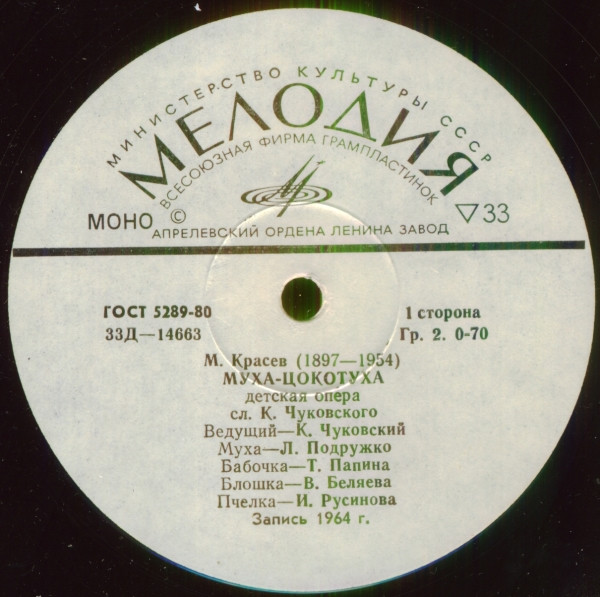 МИНИСТЕРСТВО КУЛЬТУРЫ СССР
МЕЛОДИЯ
ВСЕСОЮЗНАЯ ФИРМА ГРАМПЛАСТИНОК
МОНО © ▽33
АПРЕЛЕВСКИЙ ОРДЕНА ЛЕНИНА ЗАВОД
ГОСТ 5289-80 1 сторона
33Д—14663 Гр. 2. 0-70
М. Красев (1897—1954)
МУХА-ЦОКОТУХА
детская опера
сл. К. Чуковского
Ведущий—К. Чуковский
Муха—Л. Подружко
Бабочка—Т. Папина
Блошка—В. Беляева
Пчелка—И. Русинова
Запись 1964 г.